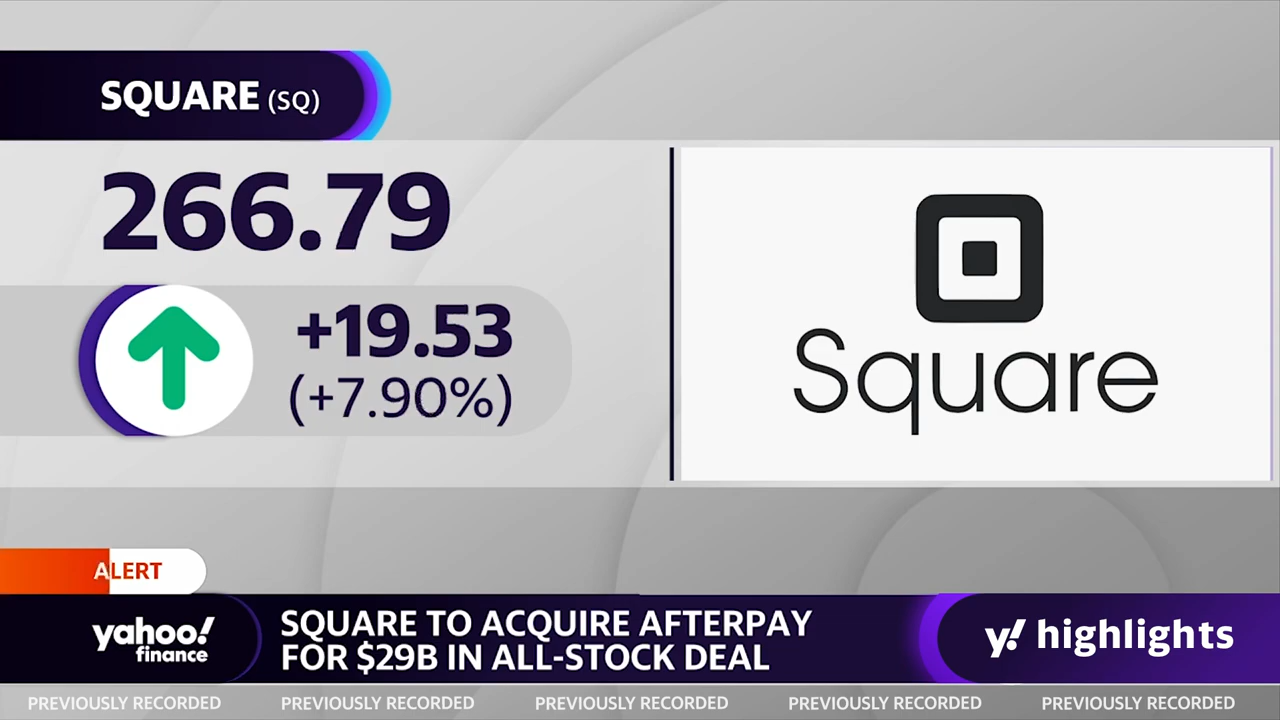 SQUARE (SQ)
266.79
+19.53
(+7.90%)
Square
ALERT
yahoo!
finance
SQUARE TO ACQUIRE AFTERPAY
FOR $29B IN ALL-STOCK DEAL
y! highlights
PREVIOUSLY RECORDED PREVIOUSLY RECORDED PREVIOUSLY RECORDED PREVIOUSLY RECORDED PREVIOUSLY RECORDED